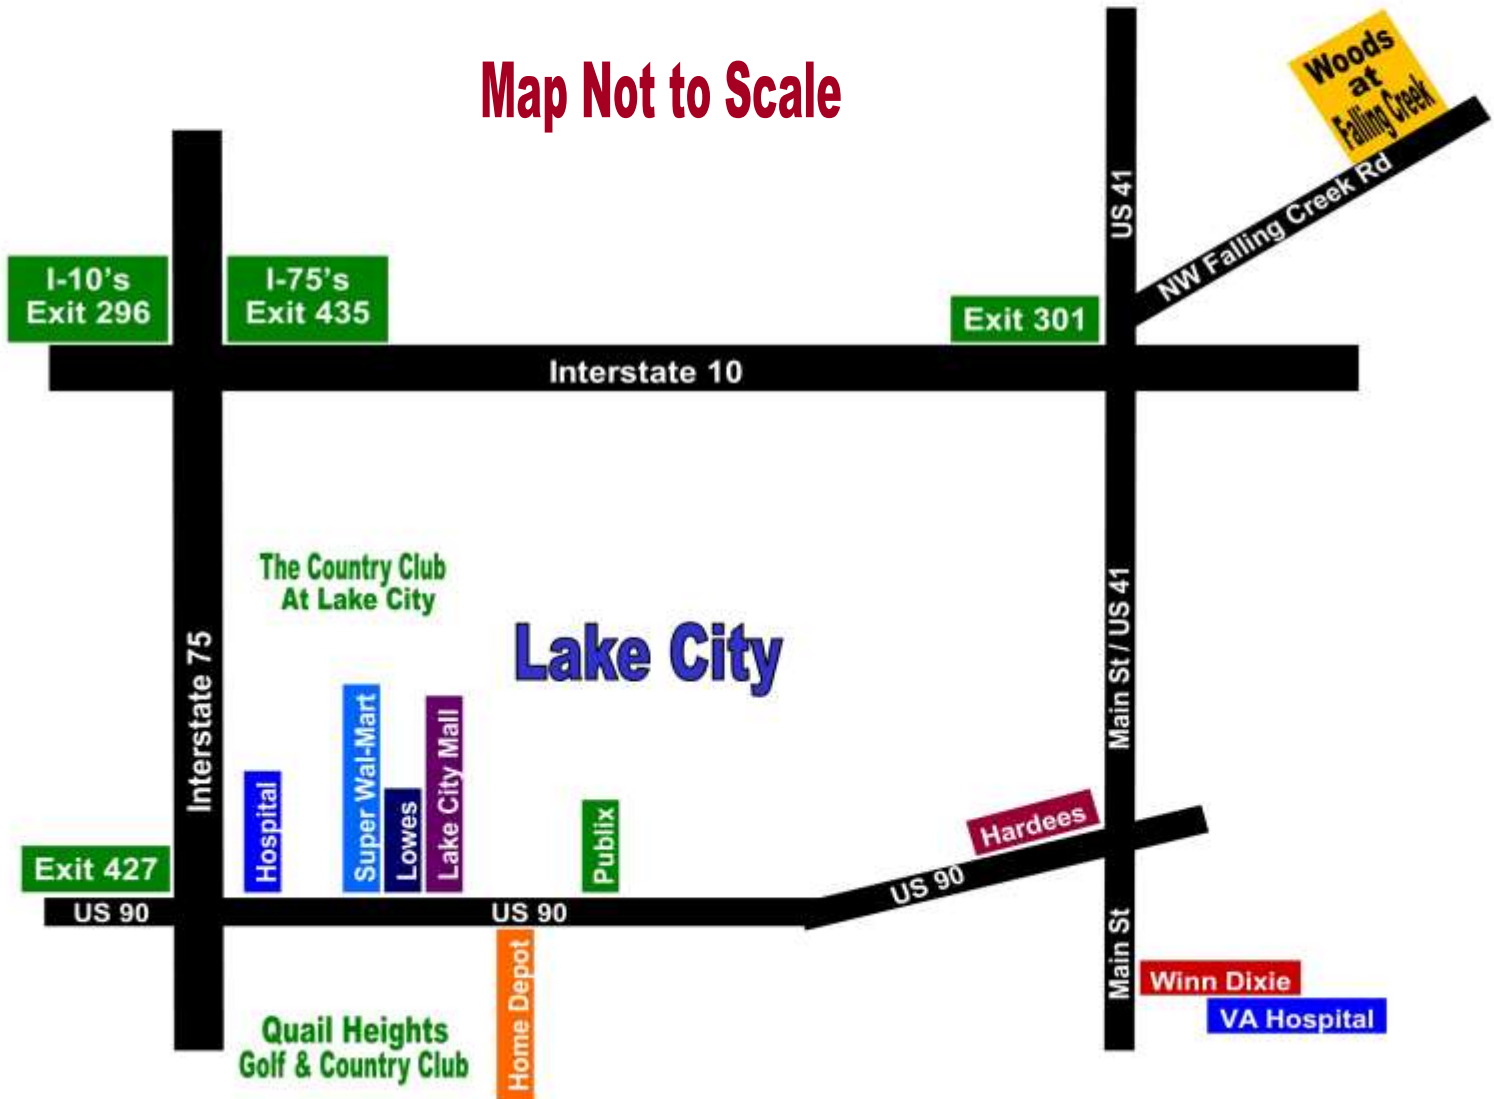 Map Not to Scale
Woods
at
Falling Creek
US 41
NW Falling Creek Rd
I-10's
Exit 296
I-75's
Exit 435
Exit 301
Interstate 10
The Country Club
At Lake City
Lake City
Interstate 75
Main St / US 41
Hospital
Super Wal-Mart
Lowes
Lake City Mall
Publix
Hardees
Exit 427
US 90
US 90
US 90
Main St
Home Depot
Winn Dixie
VA Hospital
Quail Heights
Golf & Country Club